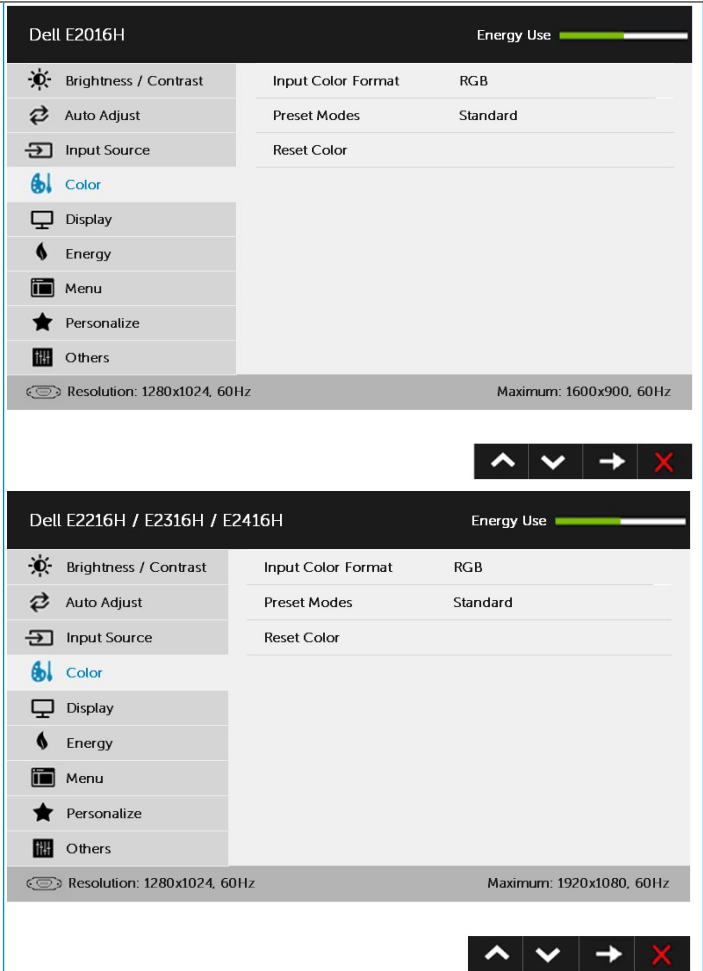 Dell E2016H Energy Use
Brightness / Contrast Input Color Format RGB
Auto Adjust Preset Modes Standard
Input Source Reset Color
Color
Display
Energy
Menu
Personalize
Others
Resolution: 1280x1024, 60Hz Maximum: 1600x900, 60Hz
Dell E2216H / E2316H / E2416H Energy Use
Brightness / Contrast Input Color Format RGB
Auto Adjust Preset Modes Standard
Input Source Reset Color
Color
Display
Energy
Menu
Personalize
Others
Resolution: 1280x1024, 60Hz Maximum: 1920x1080, 60Hz